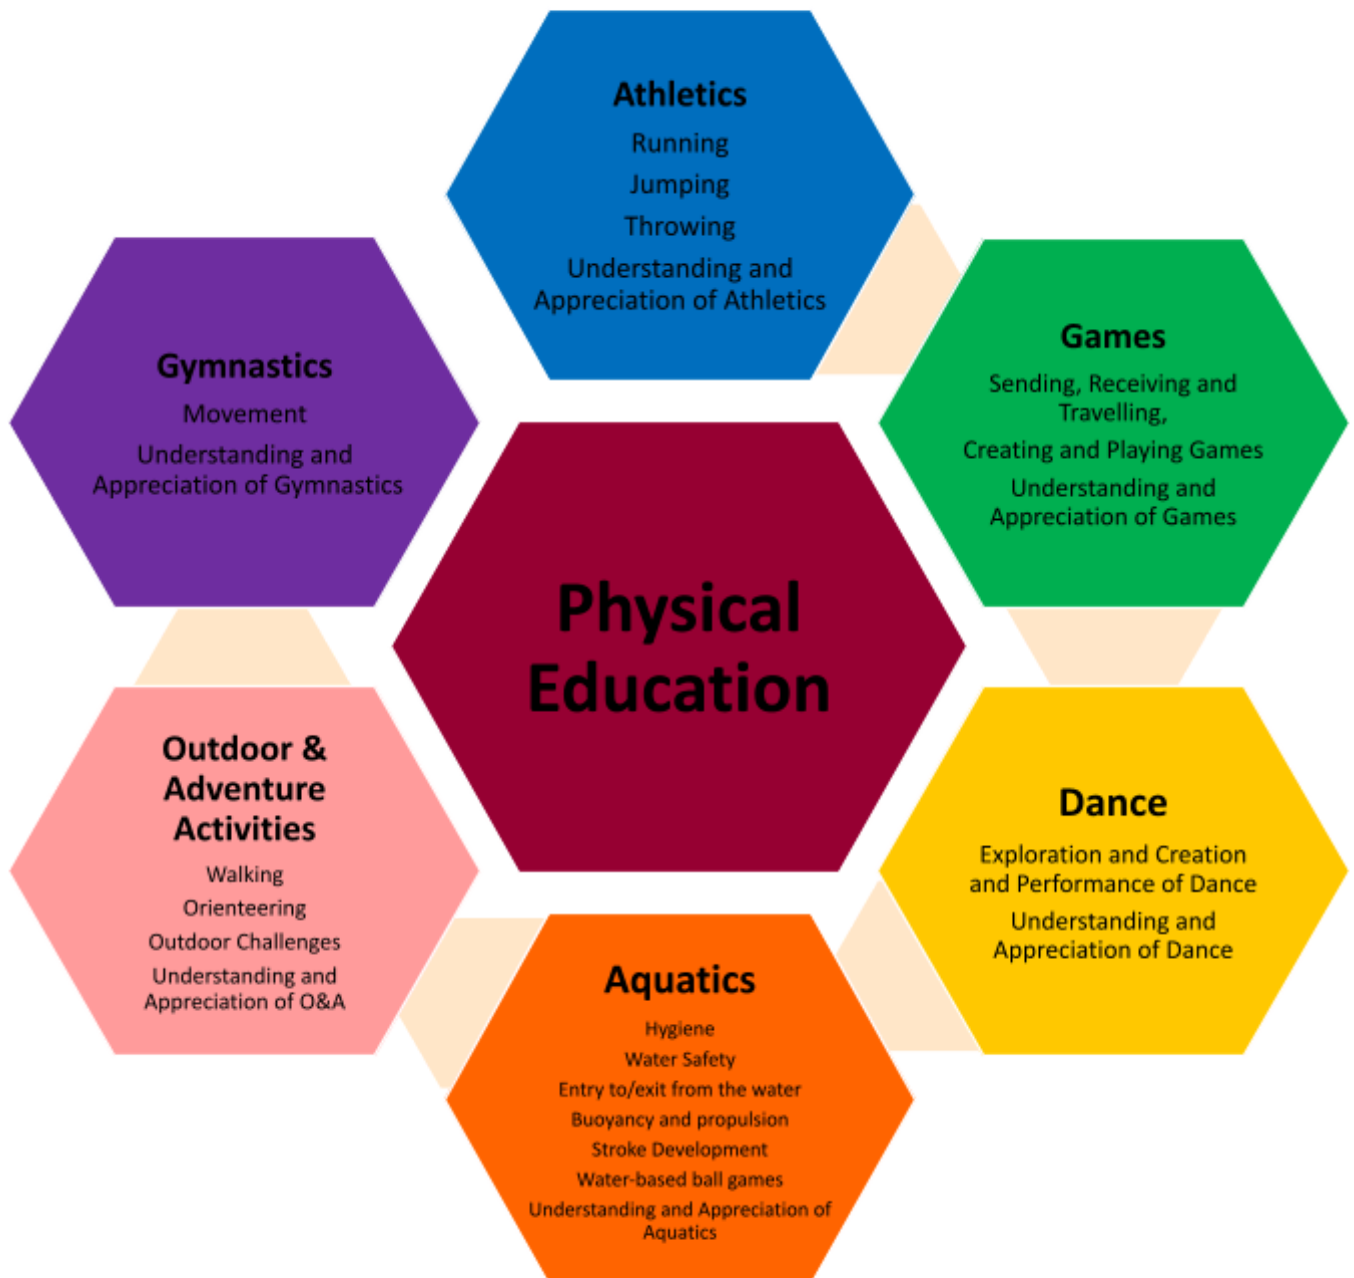 Athletics
Running
Jumping
Throwing
Understanding and
Appreciation of Athletics
Games
Sending, Receiving and
Travelling,
Creating and Playing Games
Understanding and
Appreciation of Games
Dance
Exploration and Creation
and Performance of Dance
Understanding and
Appreciation of Dance
Aquatics
Hygiene
Water Safety
Entry to/exit from the water
Buoyancy and propulsion
Stroke Development
Water-based ball games
Understanding and Appreciation of
Aquatics
Outdoor &
Adventure
Activities
Walking
Orienteering
Outdoor Challenges
Understanding and
Appreciation of O&A
Gymnastics
Movement
Understanding and
Appreciation of Gymnastics
Physical
Education